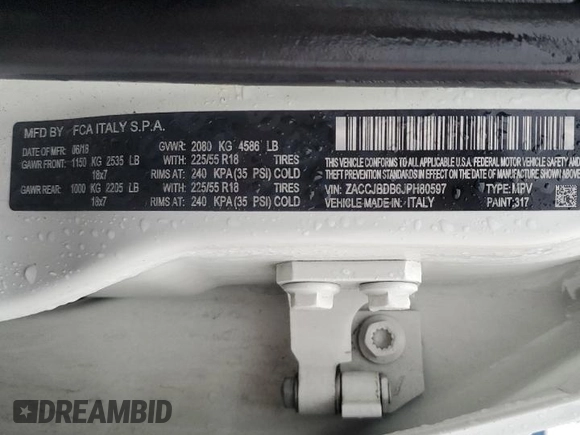 MFD BY FCA ITALY S.P.A.
DATE OF MFR: 06/18 GVWR: 2080 KG 4586 LB
GAWR FRONT: 1150 KG 2535 LB WITH: 225/55 R18 TIRES
18x7 RIMS AT: 240 KPA (35 PSI) COLD
GAWR REAR: 1000 KG 2205 LB WITH: 225/55 R18 TIRES
18x7 RIMS AT: 240 KPA (35 PSI) COLD
THIS VEHICLE CONFORMS TO ALL APPLICABLE U.S.A. FEDERAL MOTOR VEHICLE
SAFETY, BUMPER, AND THEFT PREVENTION STANDARDS IN EFFECT ON THE DATE OF MANUFACTURE SHOWN ABOVE
VIN: ZACCJBDB6JPH80597 TYPE: MPV
VEHICLE MADE IN: ITALY PAINT: 317
DREAMBID